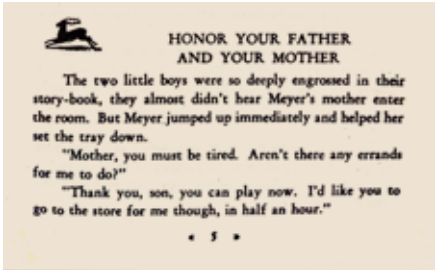 HONOR YOUR FATHER
AND YOUR MOTHER
The two little boys were so deeply engrossed in their
story-book, they almost didn't hear Meyer's mother enter
the room. But Meyer jumped up immediately and helped her
set the tray down.
"Mother, you must be tired. Aren't there any errands
for me to do?"
"Thank you, son, you can play now. I'd like you to
go to the store for me though, in half an hour."
• 5 •